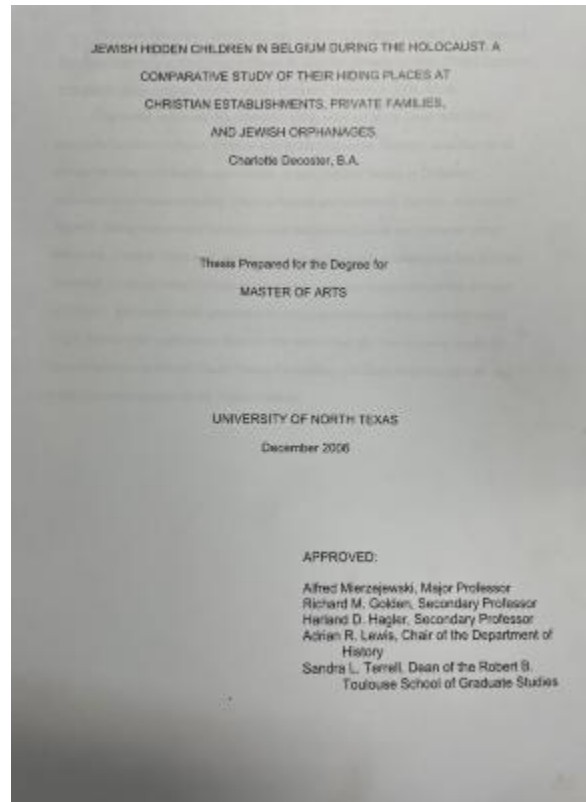 JEWISH HIDDEN CHILDREN IN BELGIUM DURING THE HOLOCAUST: A
COMPARATIVE STUDY OF THEIR HIDING PLACES AT
CHRISTIAN ESTABLISHMENTS, PRIVATE FAMILIES,
AND JEWISH ORPHANAGES
Charlotte Decoster, B.A.
Thesis Prepared for the Degree for
MASTER OF ARTS
UNIVERSITY OF NORTH TEXAS
December 2006
APPROVED:
Alfred Mierzejewski, Major Professor
Richard M. Golden, Secondary Professor
Harland D. Hagler, Secondary Professor
Adrian R. Lewis, Chair of the Department of
History
Sandra L. Terrell, Dean of the Robert B.
Toulouse School of Graduate Studies